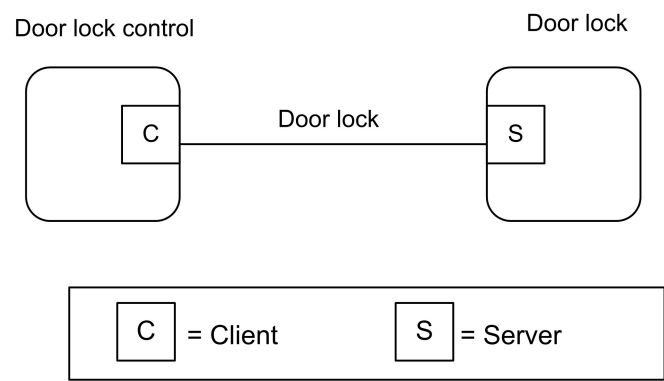 Door lock control
Door lock
Door lock
C
S
C = Client
S = Server